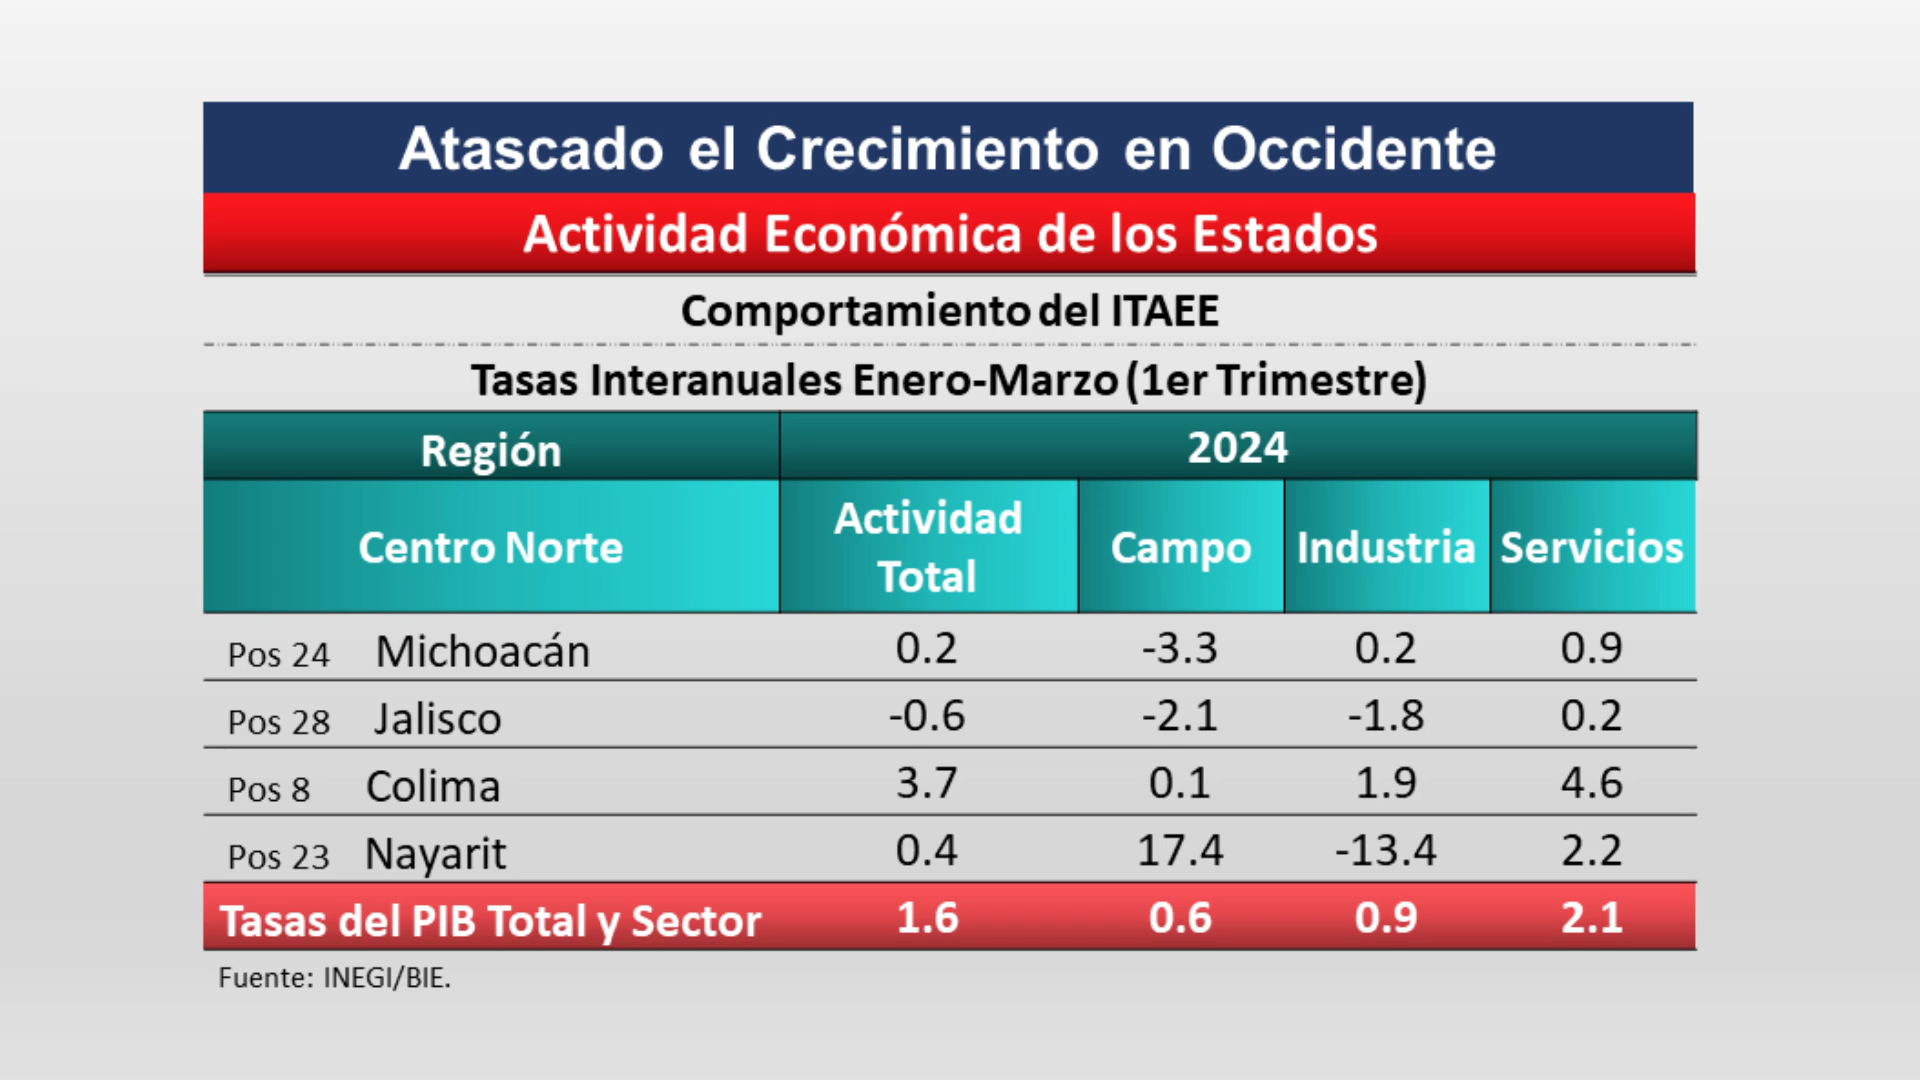 Atascado el Crecimiento en Occidente
Actividad Económica de los Estados
Comportamiento del ITAEE
Tasas Interanuales Enero-Marzo (1er Trimestre)
Región 2024
Centro Norte Actividad Total Campo Industria Servicios
Pos 24 Michoacán 0.2 -3.3 0.2 0.9
Pos 28 Jalisco -0.6 -2.1 -1.8 0.2
Pos 8 Colima 3.7 0.1 1.9 4.6
Pos 23 Nayarit 0.4 17.4 -13.4 2.2
Tasas del PIB Total y Sector 1.6 0.6 0.9 2.1
Fuente: INEGI/BIE.